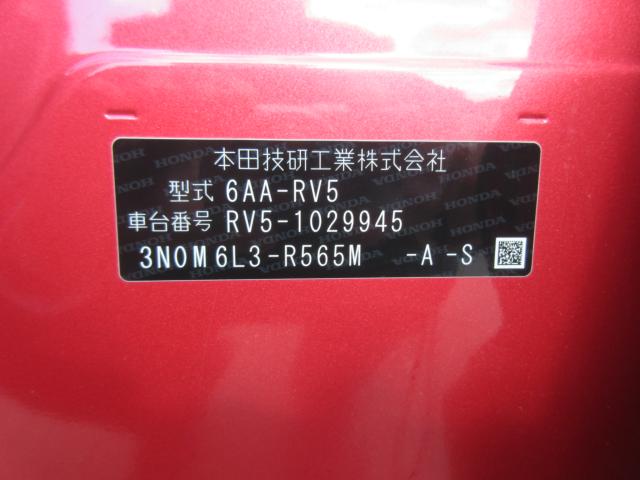 本田技研工業株式会社
型式 6AA-RV5
車台番号 RV5-1029945
3N0M6L3-R565M -A-S